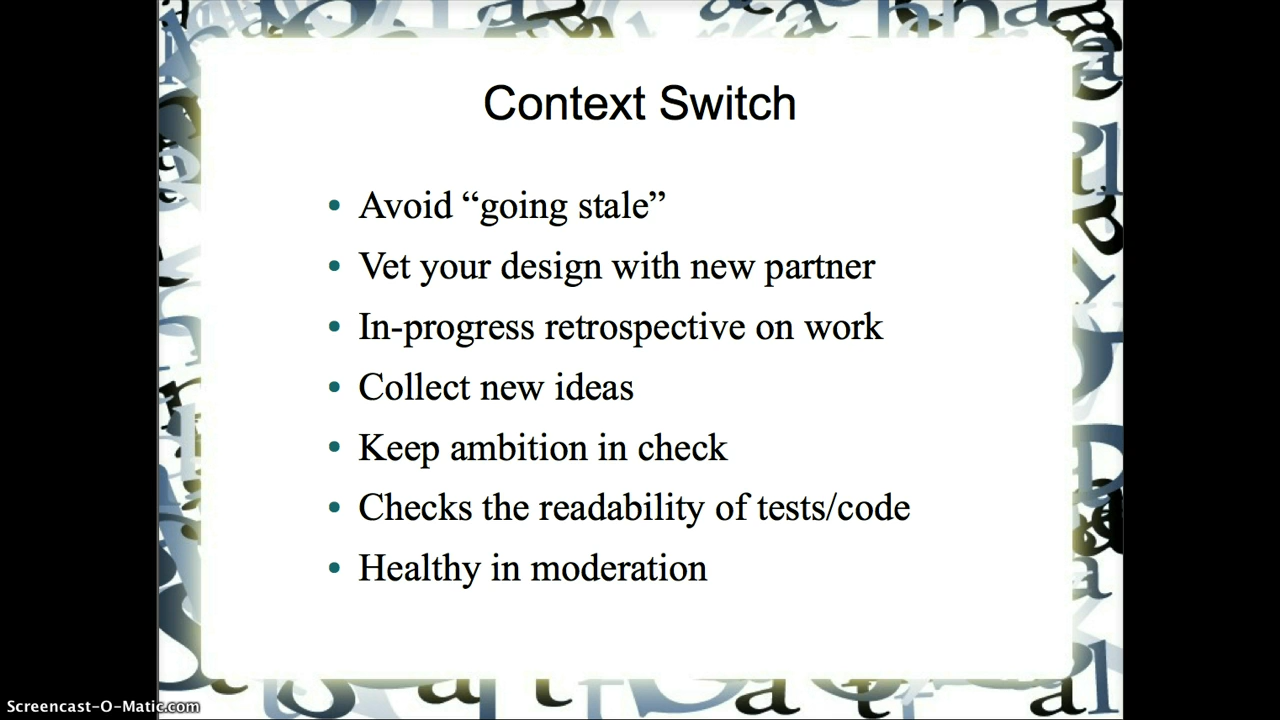 Context Switch
• Avoid “going stale”
• Vet your design with new partner
• In-progress retrospective on work
• Collect new ideas
• Keep ambition in check
• Checks the readability of tests/code
• Healthy in moderation
Screencast-O-Matic.com